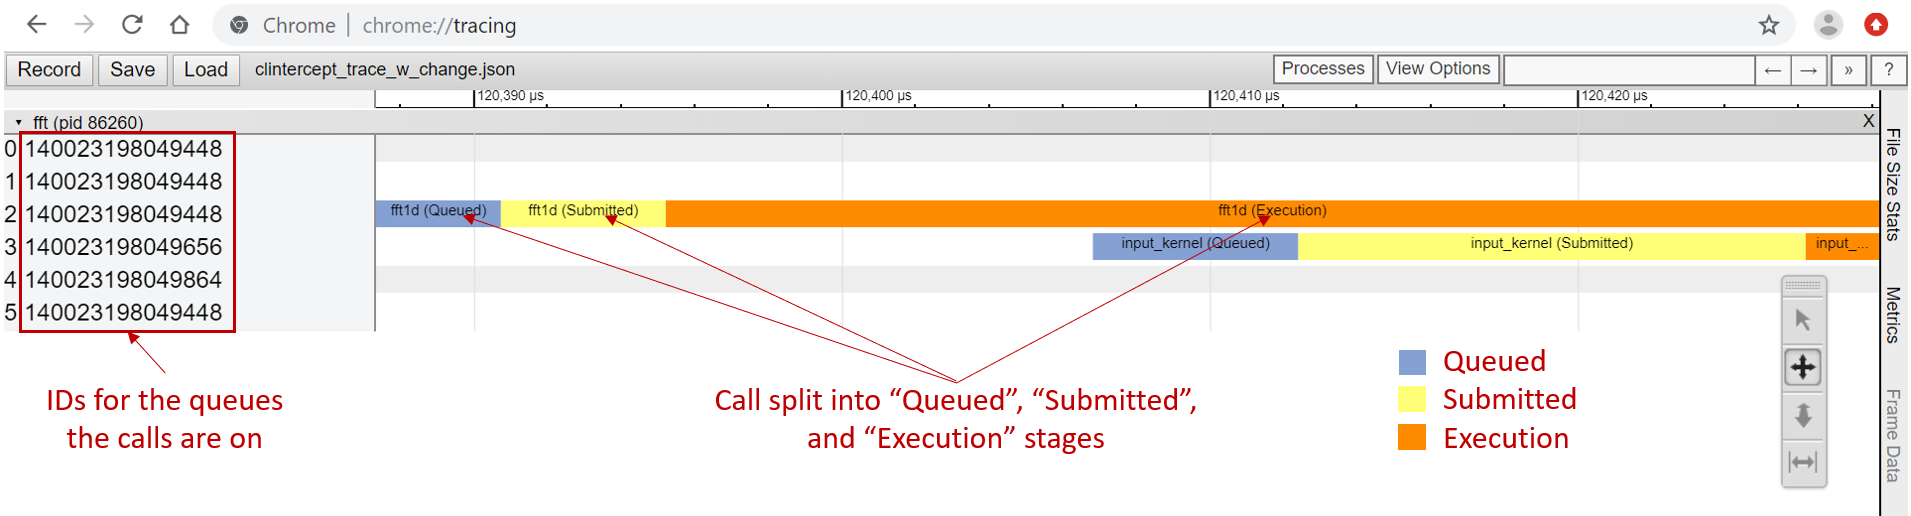 Chrome | chrome://tracing
Record Save Load clintercept_trace_w_change.json Processes View Options ← → » ?
120,390 µs 120,400 µs 120,410 µs 120,420 µs
fft (pid 86260) X
0 140023198049448
1 140023198049448
2 140023198049448 fft1d (Queued) fft1d (Submitted) fft1d (Execution)
3 140023198049656 input_kernel (Queued) input_kernel (Submitted) input_...
4 140023198049864
5 140023198049448
File Size Stats
Metrics
Frame Data
IDs for the queues
the calls are on
Call split into “Queued”, “Submitted”,
and “Execution” stages
Queued
Submitted
Execution